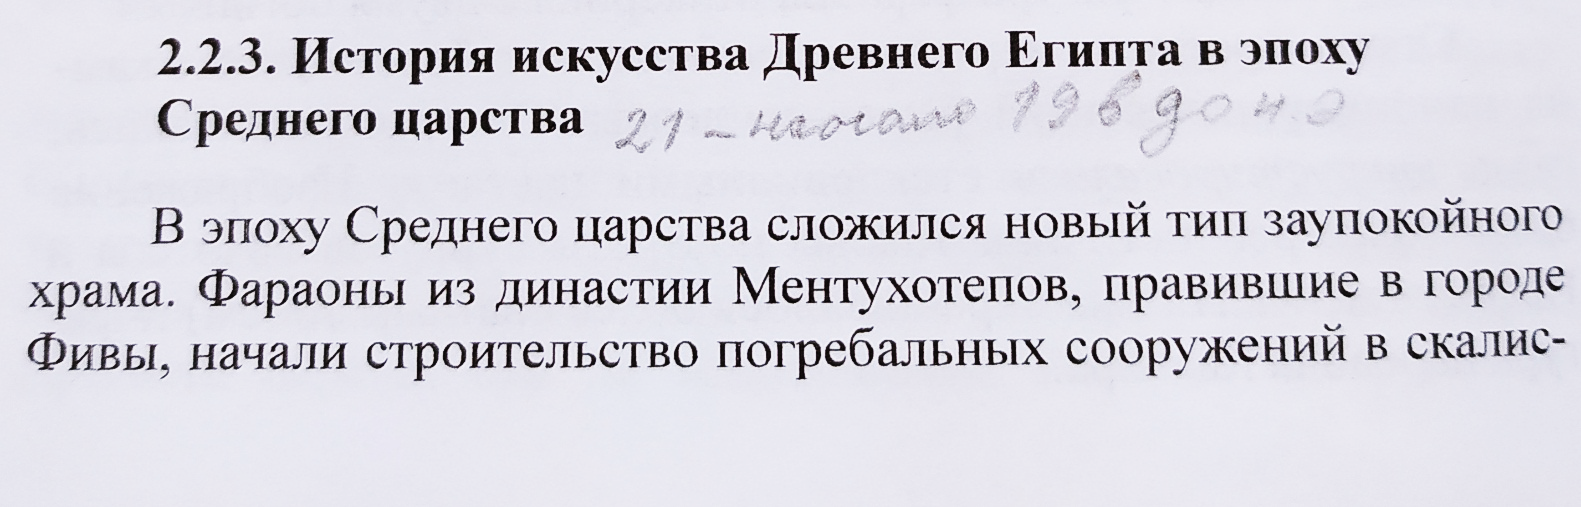 2.2.3. История искусства Древнего Египта в эпоху
Среднего царства 21 – начало 19 в до н.э
В эпоху Среднего царства сложился новый тип заупокойного
храма. Фараоны из династии Ментухотепов, правившие в городе
Фивы, начали строительство погребальных сооружений в скалис-